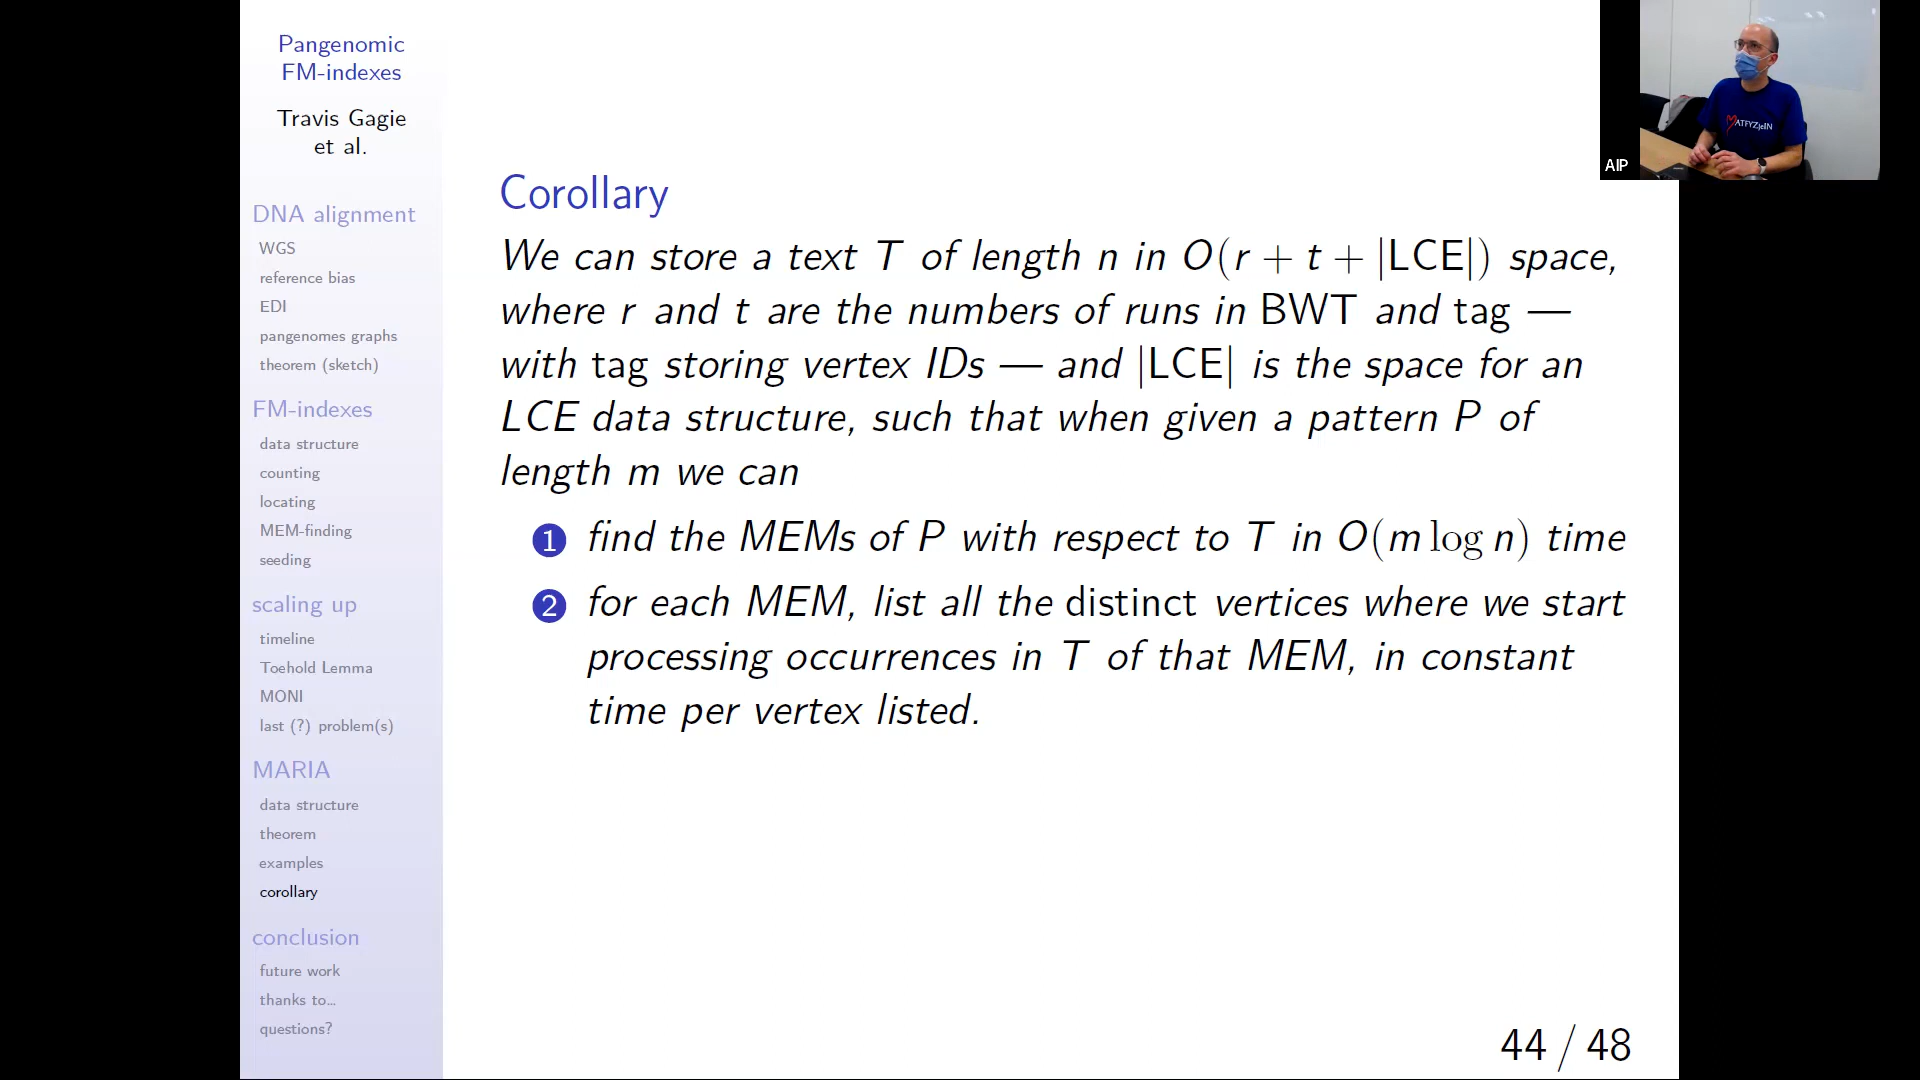 Pangenomic
FM-indexes
Travis Gagie
et al.
DNA alignment
WGS
reference bias
EDI
pangenomes graphs
theorem (sketch)
FM-indexes
data structure
counting
locating
MEM-finding
seeding
scaling up
timeline
Toehold Lemma
MONI
last (?) problem(s)
MARIA
data structure
theorem
examples
corollary
conclusion
future work
thanks to…
questions?
Corollary
We can store a text T of length n in O(r + t + |LCE|) space,
where r and t are the numbers of runs in BWT and tag —
with tag storing vertex IDs — and |LCE| is the space for an
LCE data structure, such that when given a pattern P of
length m we can
1 find the MEMs of P with respect to T in O(m log n) time
2 for each MEM, list all the distinct vertices where we start
processing occurrences in T of that MEM, in constant
time per vertex listed.
44 / 48
AIP
MATFYZjeIN